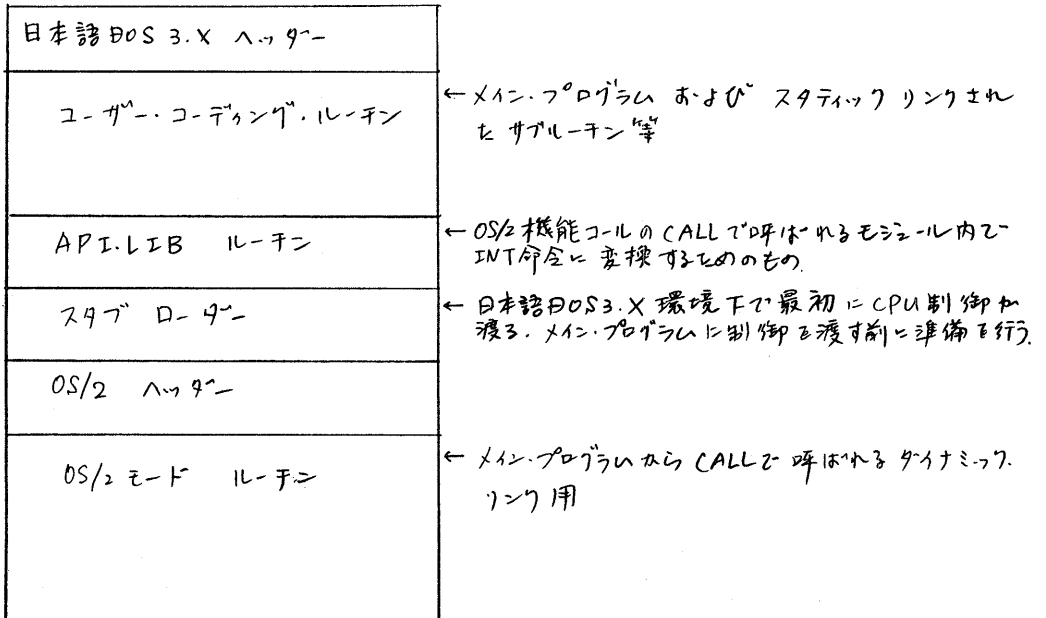 日本語DOS 3.X ヘッダー
ユーザー・コーディング・ルーチン
←メイン・プログラム および スタティック リンクされ
た サブルーチン等
API.LIB ルーチン
←OS/2機能コールのCALLで呼ばれるモジュール内で
INT命令に変換するためのもの
スタブ ローダー
←日本語DOS3.X環境下で最初にCPU制御が
渡る. メイン・プログラムに制御を渡す前に準備を行う.
OS/2 ヘッダー
OS/2モード ルーチン
←メイン・プログラムからCALLで呼ばれるダイナミック・
リンク用